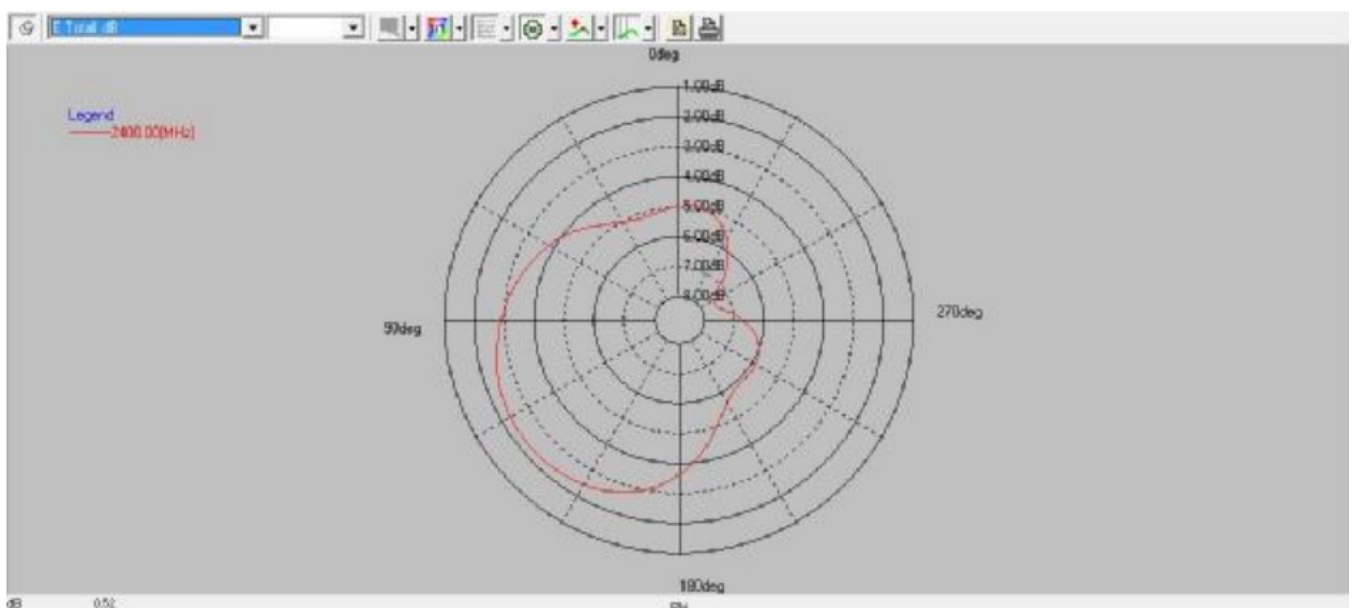 E Total dB
0deg
1.00dB
Legend
2400.00(MHz)
2.00dB
3.00dB
4.00dB
5.00dB
6.00dB
7.00dB
8.00dB
270deg
90deg
180deg
dB 0.52